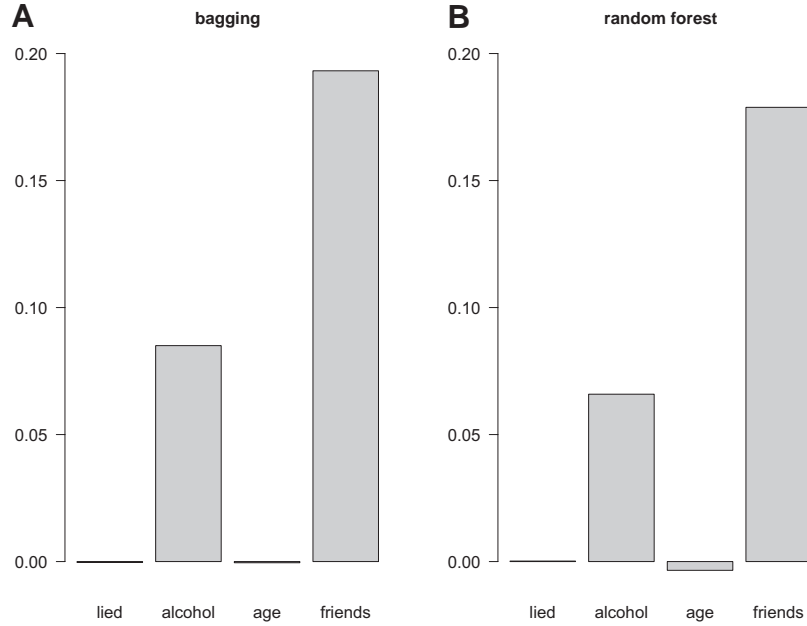 A
bagging
0.20
0.15
0.10
0.05
0.00
lied alcohol age friends
B
random forest
0.20
0.15
0.10
0.05
0.00
lied alcohol age friends